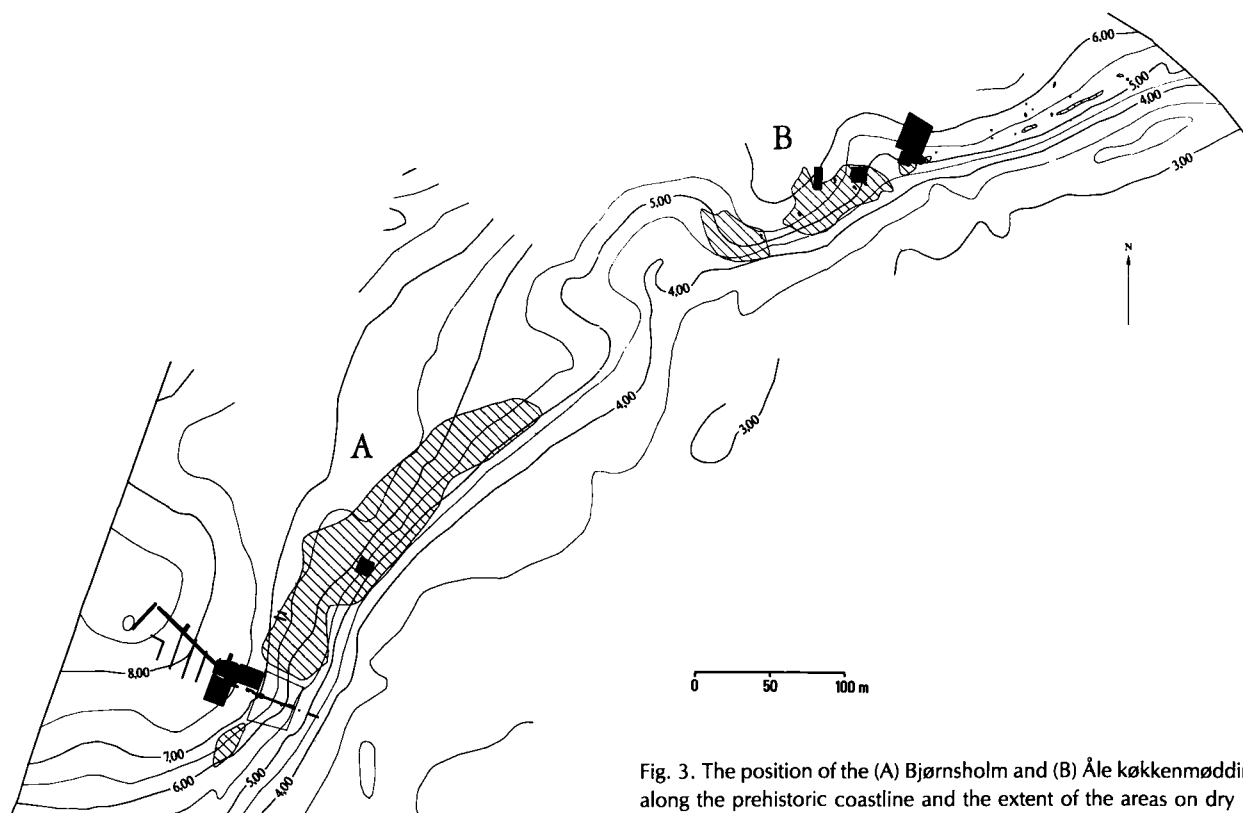 6,00
5,00
4,00
B
3,00
N
5,00
4,00
4,00
3,00
A
8,00
0 50 100 m
7,00
6,00
5,00
4,00
Fig. 3. The position of the (A) Bjørnsholm and (B) Åle køkkenmøddin
along the prehistoric coastline and the extent of the areas on dry